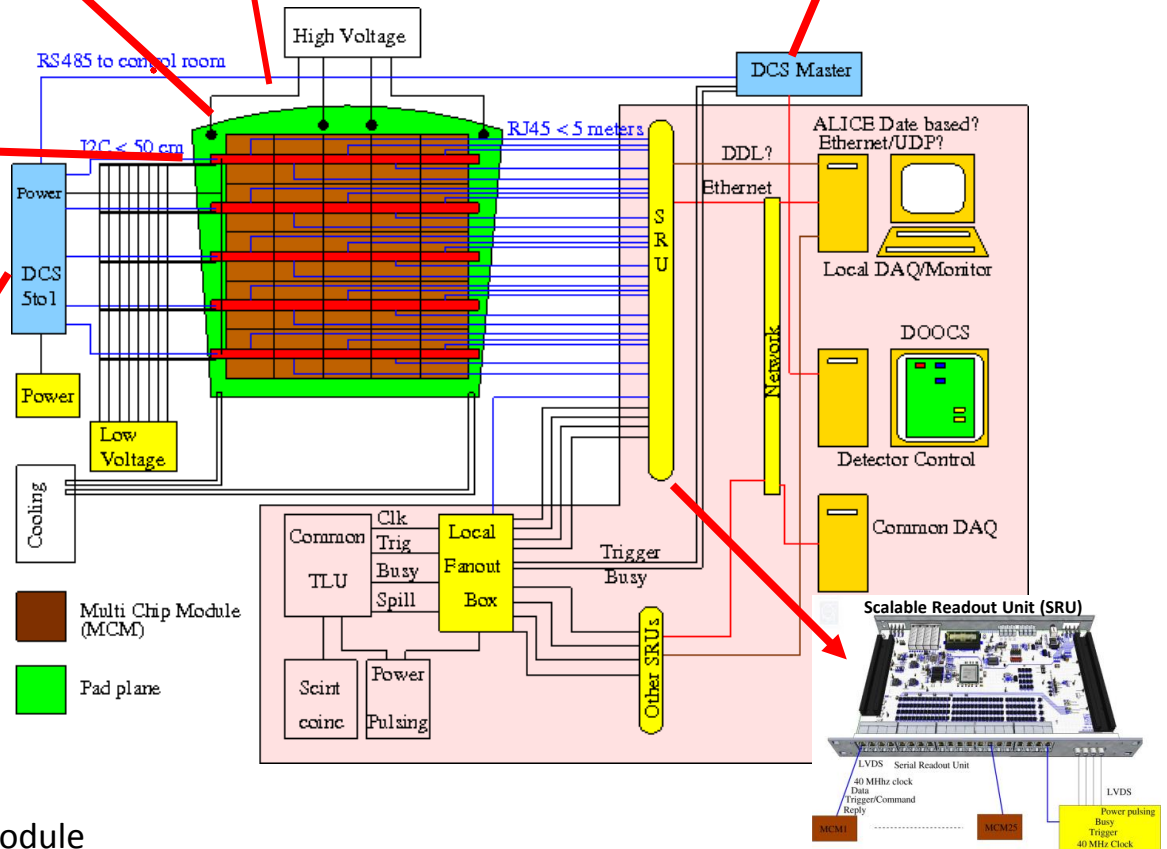 High Voltage
RS485 to control room
DCS Master
I2C < 50 cm
RJ45 < 5 meters
ALICE Date based?
Ethernet/UDP?
DDL?
Ethernet
Power
DCS
5to1
S
R
U
Local DAQ/Monitor
Network
DOOCS
Power
Low
Voltage
Detector Control
Cooling
Common
TLU
Clk
Trig
Busy
Spill
Local
Fanout
Box
Trigger
Busy
Common DAQ
Multi Chip Module
(MCM)
Pad plane
Scint
coinc
Power
Pulsing
Other SRUs
Scalable Readout Unit (SRU)
LVDS Serial Readout Unit
40 MHhz clock
Data
Trigger/Command
Reply
LVDS
MCM1
MCM25
Power pulsing
Busy
Trigger
40 MHz Clock
odule